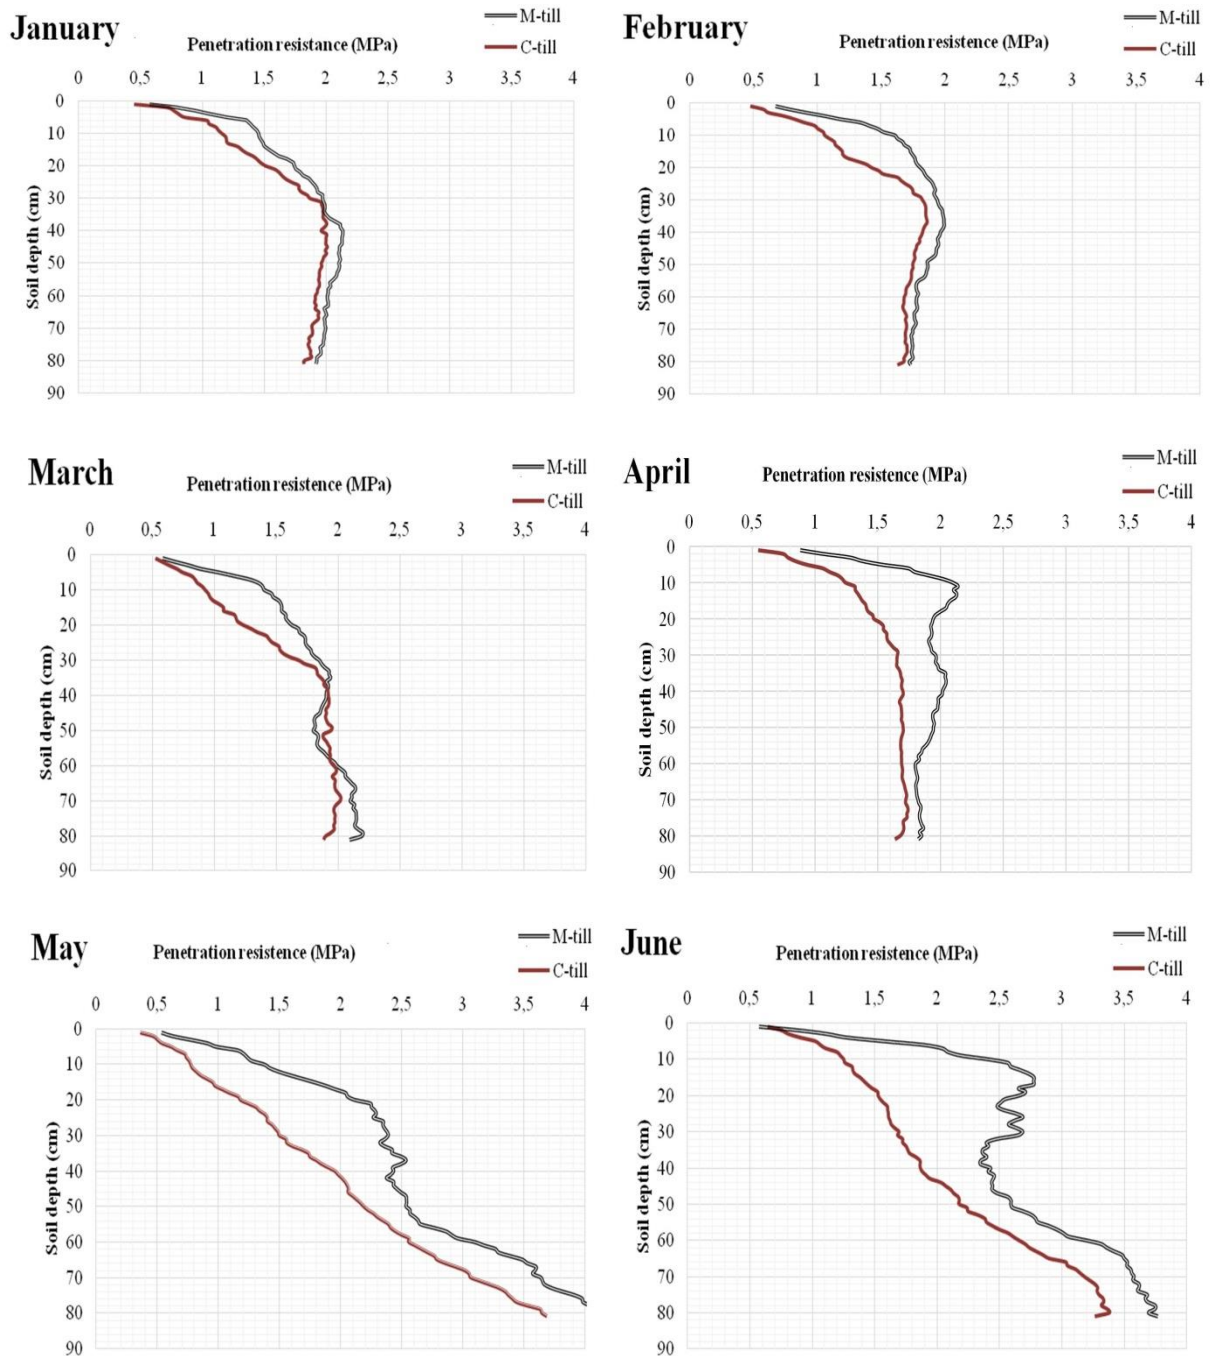 January
Penetration resistance (MPa)
M-till
C-till
0 0,5 1 1,5 2 2,5 3 3,5 4
Soil depth (cm)
0
10
20
30
40
50
60
70
80
90
February
Penetration resistence (MPa)
M-till
C-till
0 0,5 1 1,5 2 2,5 3 3,5 4
Soil depth (cm)
0
10
20
30
40
50
60
70
80
90
March
Penetration resistence (MPa)
M-till
C-till
0 0,5 1 1,5 2 2,5 3 3,5 4
Soil depth (cm)
0
10
20
30
40
50
60
70
80
90
April
Penetration resistence (MPa)
M-till
C-till
0 0,5 1 1,5 2 2,5 3 3,5 4
Soil depth (cm)
0
10
20
30
40
50
60
70
80
90
May
Penetration resistence (MPa)
M-till
C-till
0 0,5 1 1,5 2 2,5 3 3,5 4
Soil depth (cm)
0
10
20
30
40
50
60
70
80
90
June
Penetration resistence (MPa)
M-till
C-till
0 0,5 1 1,5 2 2,5 3 3,5 4
Soil depth (cm)
0
10
20
30
40
50
60
70
80
90